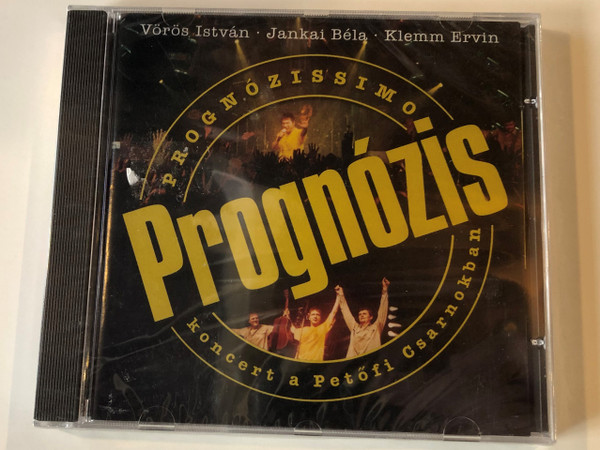 Vörös István · Jankai Béla · Klemm Ervin
PROGNÓZISSIMO
Prognózis
koncert a Petőfi Csarnokban